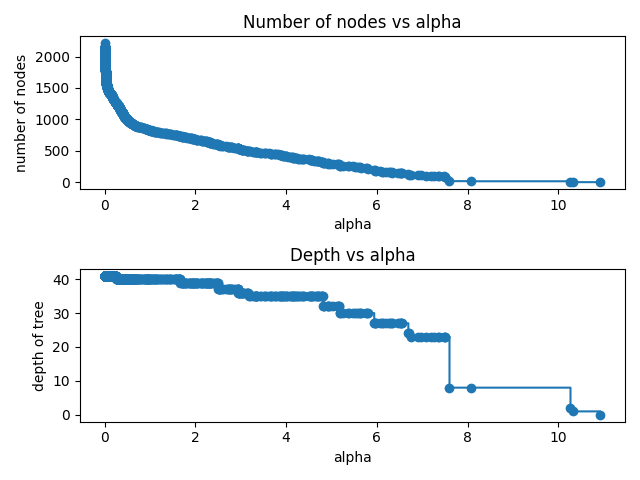 Number of nodes vs alpha
number of nodes
2000
1500
1000
500
0
0 2 4 6 8 10
alpha
Depth vs alpha
depth of tree
40
30
20
10
0
0 2 4 6 8 10
alpha